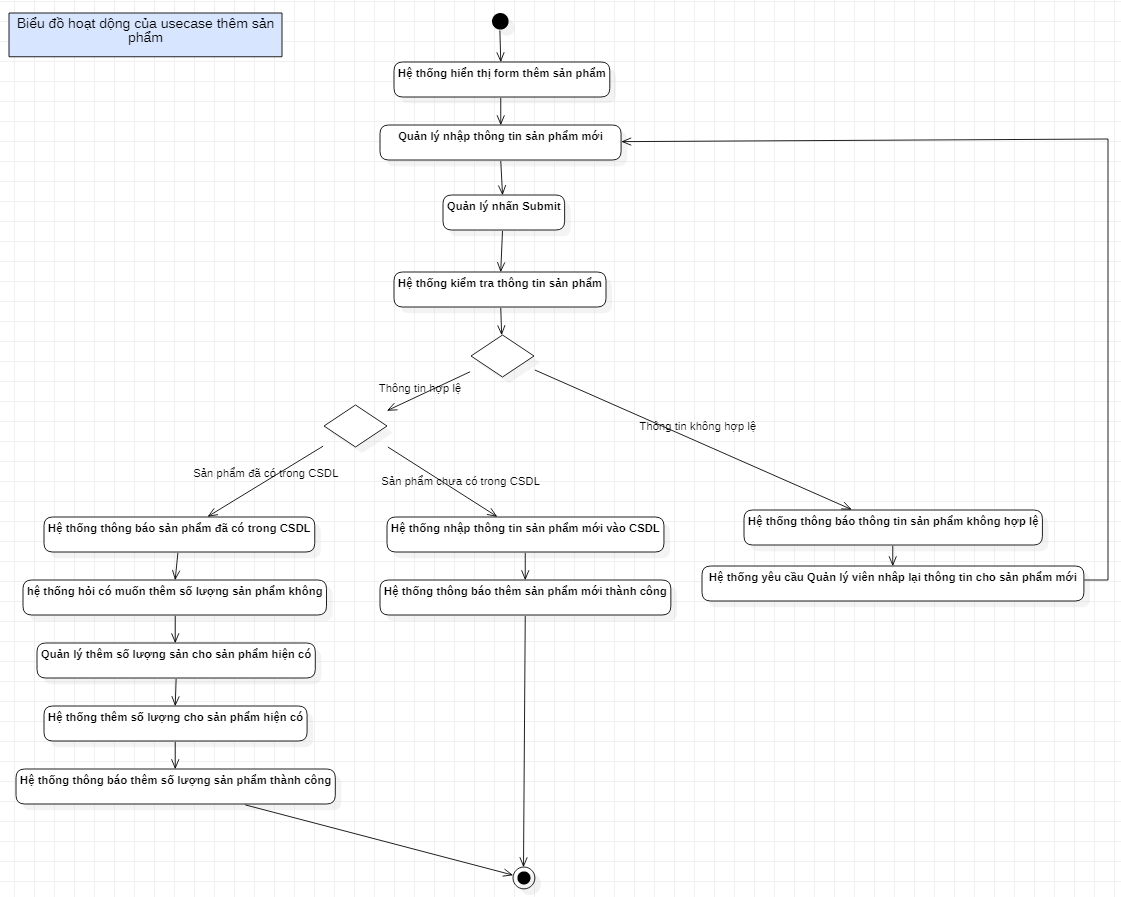 Biểu đồ hoạt dộng của usecase thêm sản
phẩm
Hệ thống hiển thị form thêm sản phẩm
Quản lý nhập thông tin sản phẩm mới
Quản lý nhấn Submit
Hệ thống kiểm tra thông tin sản phẩm
Thông tin hợp lệ
Thông tin không hợp lệ
Sản phẩm đã có trong CSDL
Sản phẩm chưa có trong CSDL
Hệ thống thông báo sản phẩm đã có trong CSDL
Hệ thống nhập thông tin sản phẩm mới vào CSDL
Hệ thống thông báo thông tin sản phẩm không hợp lệ
hệ thống hỏi có muốn thêm số lượng sản phẩm không
Hệ thống thông báo thêm sản phẩm mới thành công
Hệ thống yêu cầu Quản lý viên nhâp lại thông tin cho sản phẩm mới
Quản lý thêm số lượng sản cho sản phẩm hiện có
Hệ thống thêm số lượng cho sản phẩm hiện có
Hệ thống thông báo thêm số lượng sản phẩm thành công